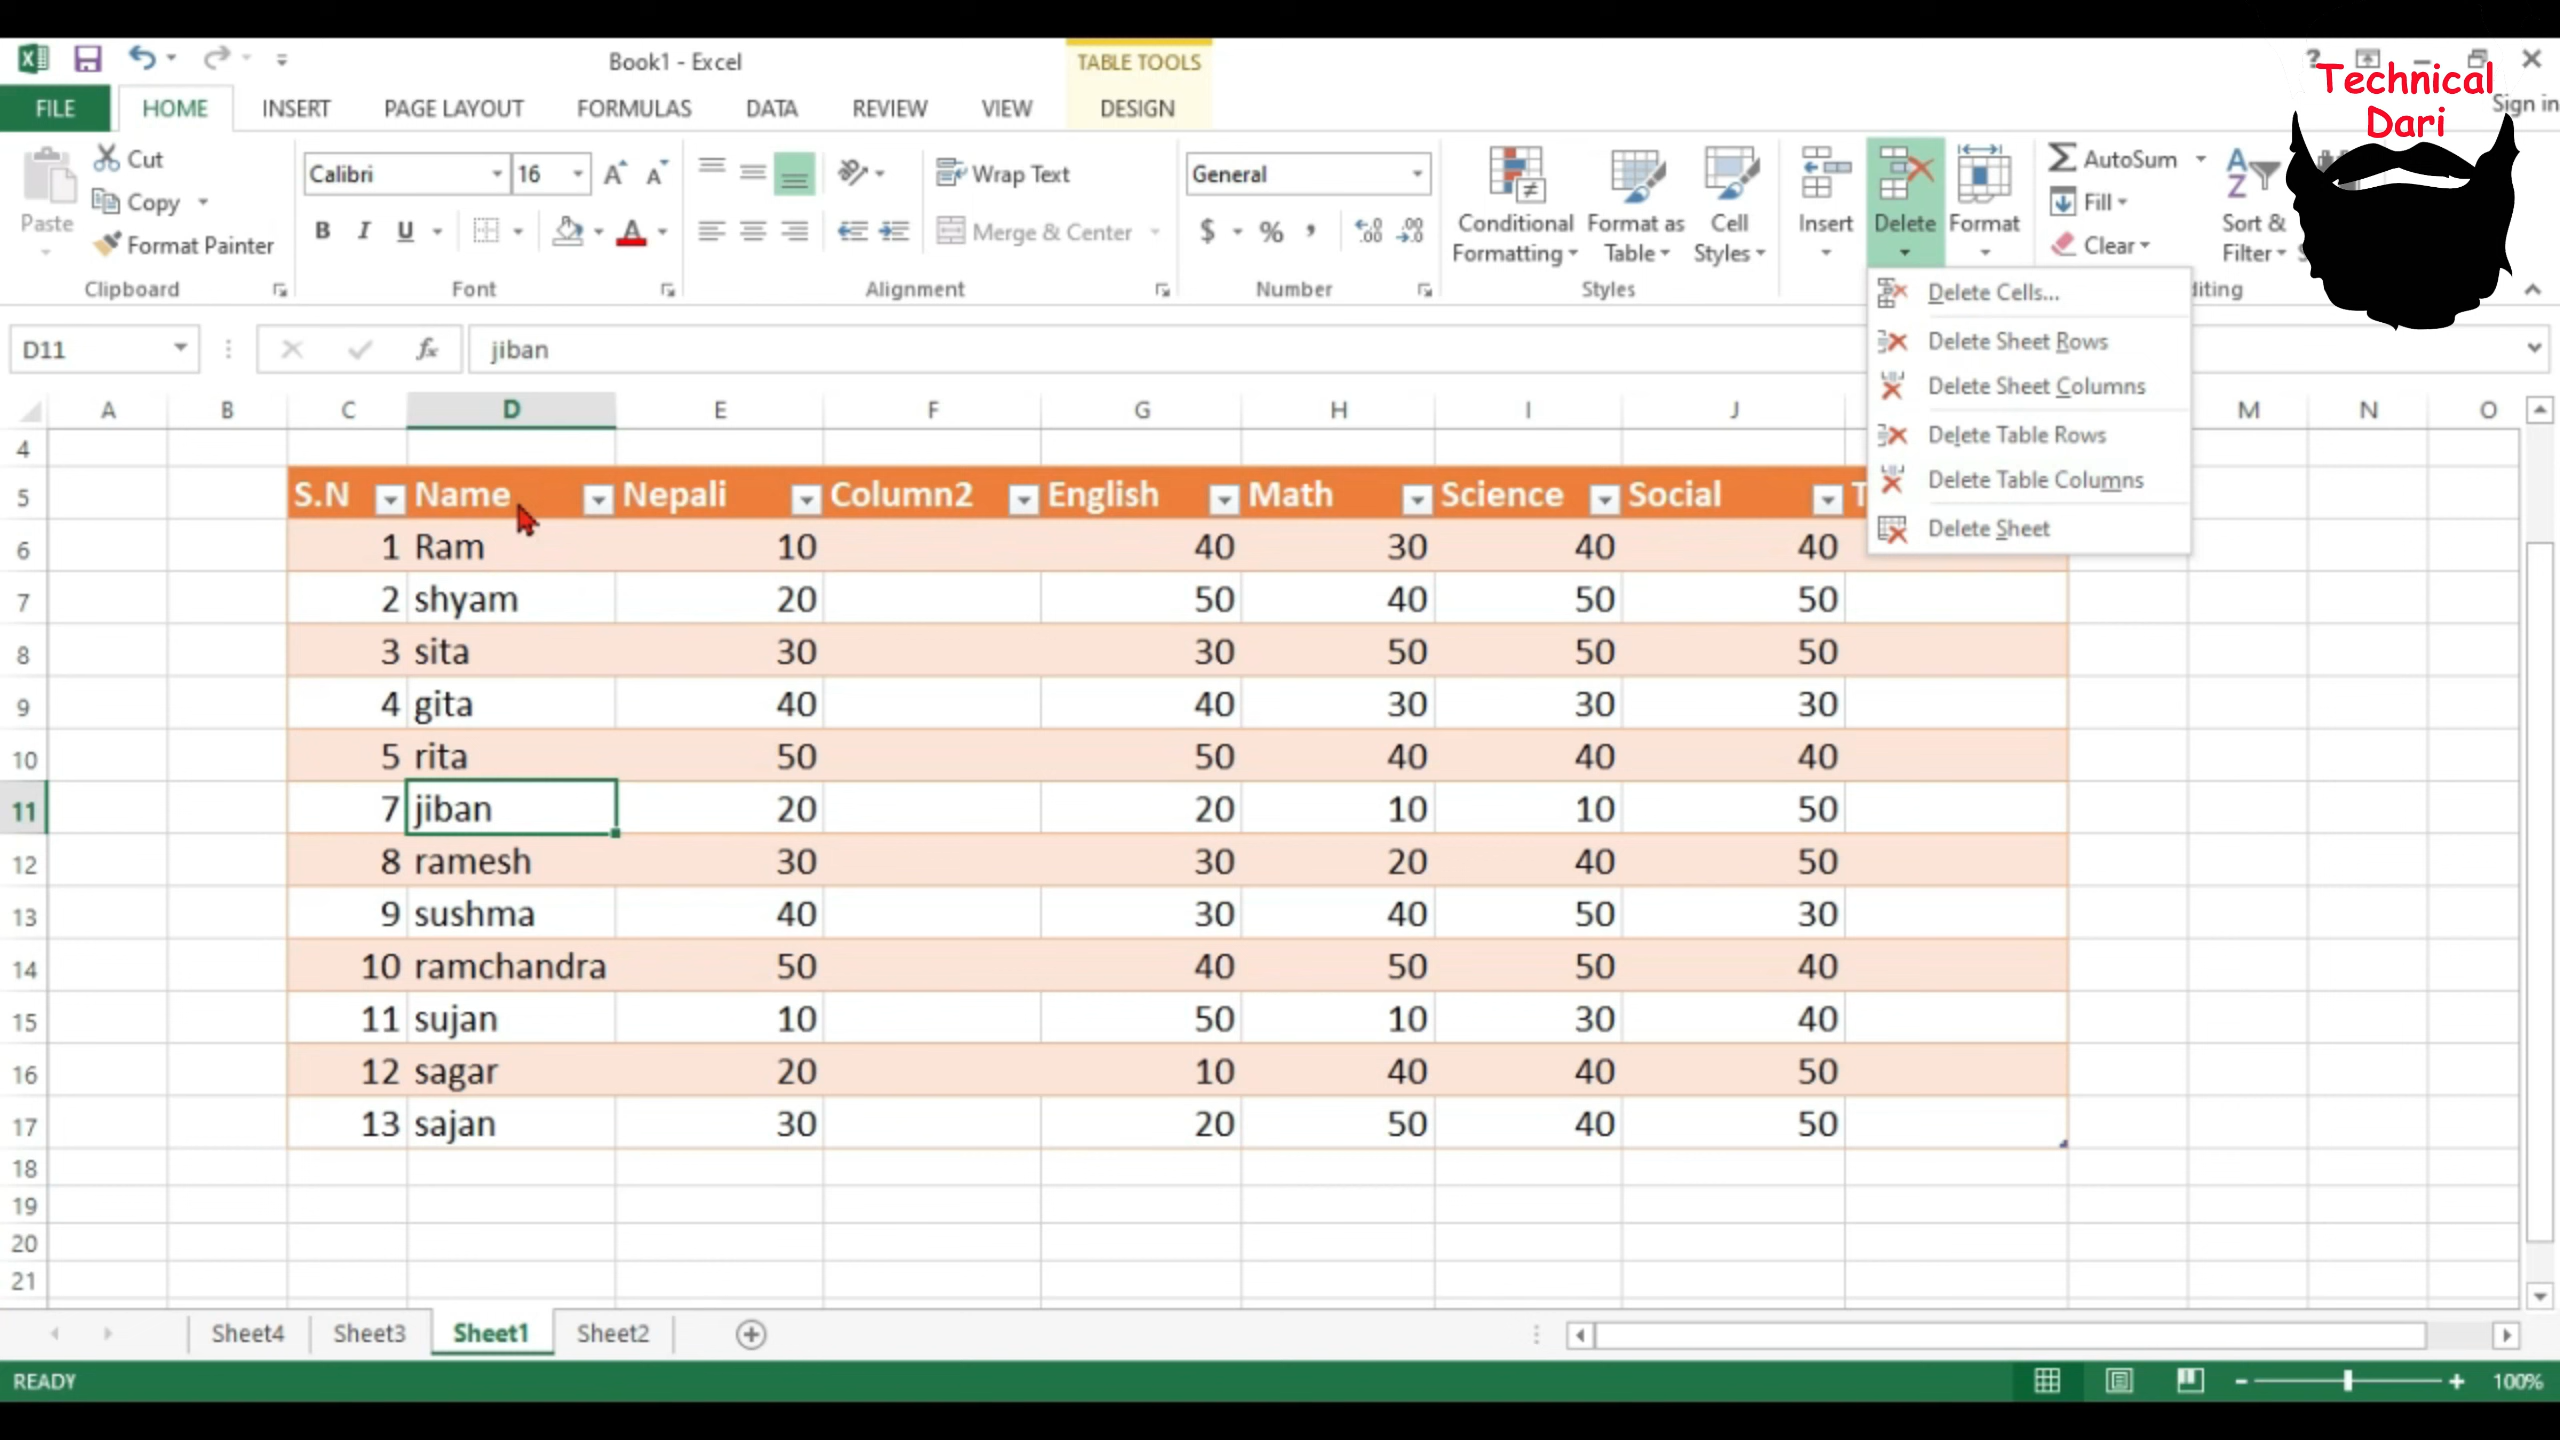 Book1 - Excel
TABLE TOOLS
?
Technical
Dari
Sign in
FILE
HOME
INSERT
PAGE LAYOUT
FORMULAS
DATA
REVIEW
VIEW
DESIGN
Paste
Cut
Copy
Format Painter
Clipboard
Calibri
16
B I U
Font
Wrap Text
Merge & Center
Alignment
General
$ % ,
Number
Conditional Formatting
Format as Table
Cell Styles
Styles
Insert
Delete
Format
AutoSum
Fill
Clear
Sort & Filter
Delete Cells...
Delete Sheet Rows
Delete Sheet Columns
Delete Table Rows
Delete Table Columns
Delete Sheet
D11
fx
jiban
A B C D E F G H I J M N O
4
5 S.N Name Nepali Column2 English Math Science Social T
6 1 Ram 10 40 30 40 40
7 2 shyam 20 50 40 50 50
8 3 sita 30 30 50 50 50
9 4 gita 40 40 30 30 30
10 5 rita 50 50 40 40 40
11 7 jiban 20 20 10 10 50
12 8 ramesh 30 30 20 40 50
13 9 sushma 40 30 40 50 30
14 10 ramchandra 50 40 50 50 40
15 11 sujan 10 50 10 30 40
16 12 sagar 20 10 40 40 50
17 13 sajan 30 20 50 40 50
18
19
20
21
Sheet4
Sheet3
Sheet1
Sheet2
READY
100%